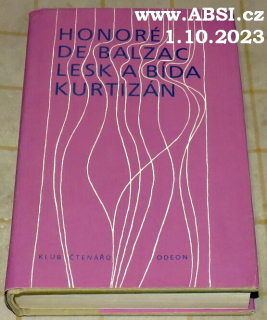 www.ABSI.cz
1.10.2023
HONORÉ
DE BALZAC
LESK A BÍDA
KURTIZÁN
KLUB ČTENÁŘŮ ODEON